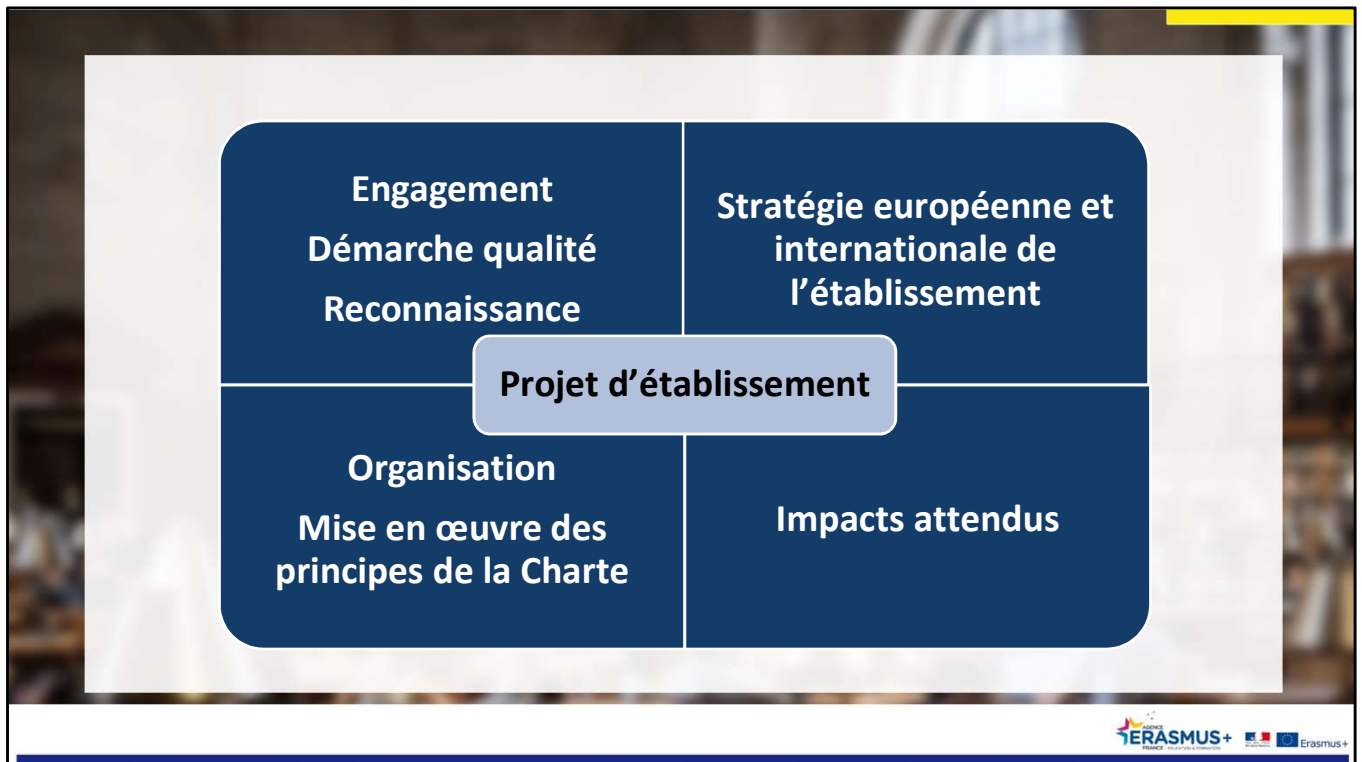 Engagement
Démarche qualité
Reconnaissance
Stratégie européenne et
internationale de
l’établissement
Projet d’établissement
Organisation
Mise en œuvre des
principes de la Charte
Impacts attendus
AGENCE
ERASMUS+
Erasmus+